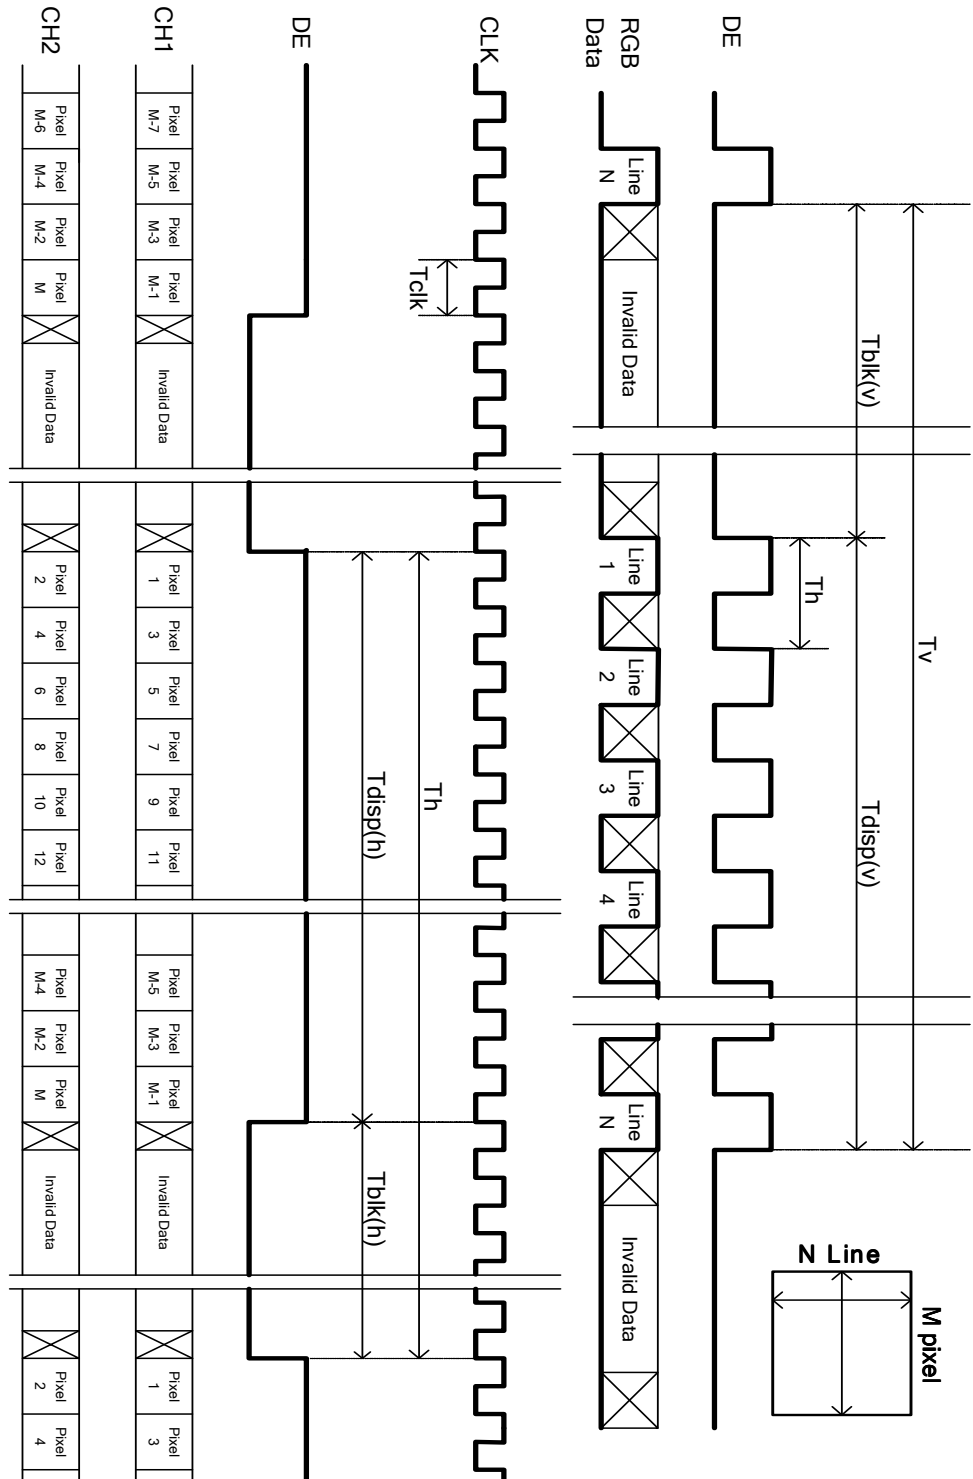 Tv
Tblk(v)
Tdisp(v)
Th
DE
RGB
Data
Line
N
Invalid Data
Line
1
Line
2
Line
3
Line
4
Line
N
Invalid Data
M pixel
N Line
CLK
Tclk
Th
Tdisp(h)
Tblk(h)
DE
CH1
Pixel
M-7
Pixel
M-5
Pixel
M-3
Pixel
M-1
Invalid Data
Pixel
1
Pixel
3
Pixel
5
Pixel
7
Pixel
9
Pixel
11
Pixel
M-5
Pixel
M-3
Pixel
M-1
Invalid Data
Pixel
1
Pixel
3
CH2
Pixel
M-6
Pixel
M-4
Pixel
M-2
Pixel
M
Invalid Data
Pixel
2
Pixel
4
Pixel
6
Pixel
8
Pixel
10
Pixel
12
Pixel
M-4
Pixel
M-2
Pixel
M
Invalid Data
Pixel
2
Pixel
4